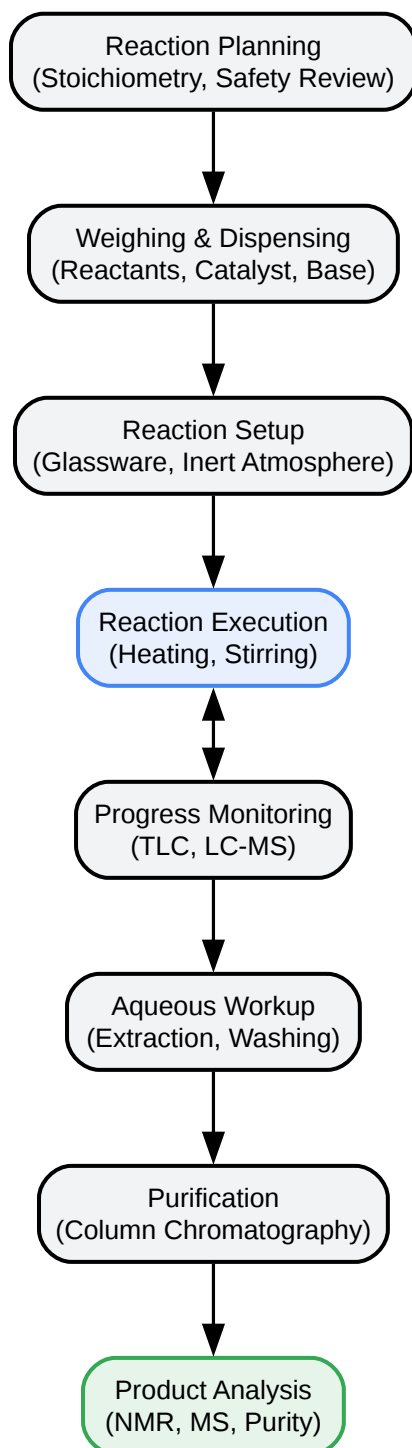 Reaction Planning
(Stoichiometry, Safety Review)
Weighing & Dispensing
(Reactants, Catalyst, Base)
Reaction Setup
(Glassware, Inert Atmosphere)
Reaction Execution
(Heating, Stirring)
Progress Monitoring
(TLC, LC-MS)
Aqueous Workup
(Extraction, Washing)
Purification
(Column Chromatography)
Product Analysis
(NMR, MS, Purity)